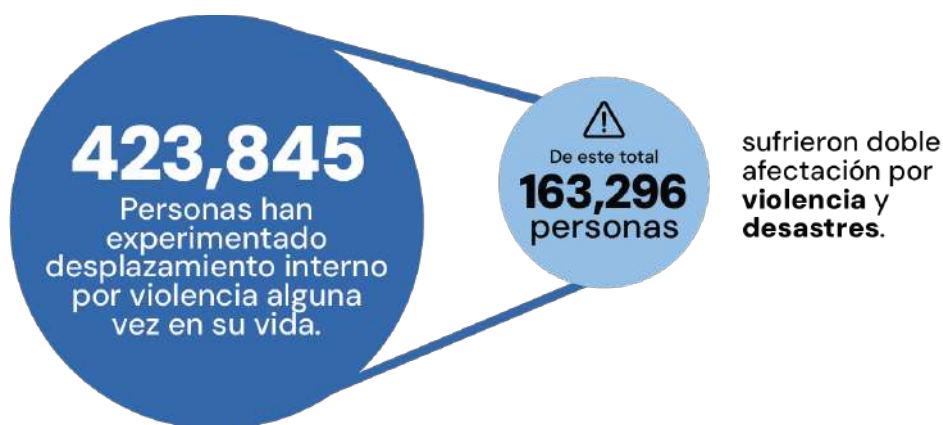 423,845
Personas han
experimentado
desplazamiento interno
por violencia alguna
vez en su vida.
De este total
163,296
personas
sufrieron doble
afectación por
violencia y
desastres.